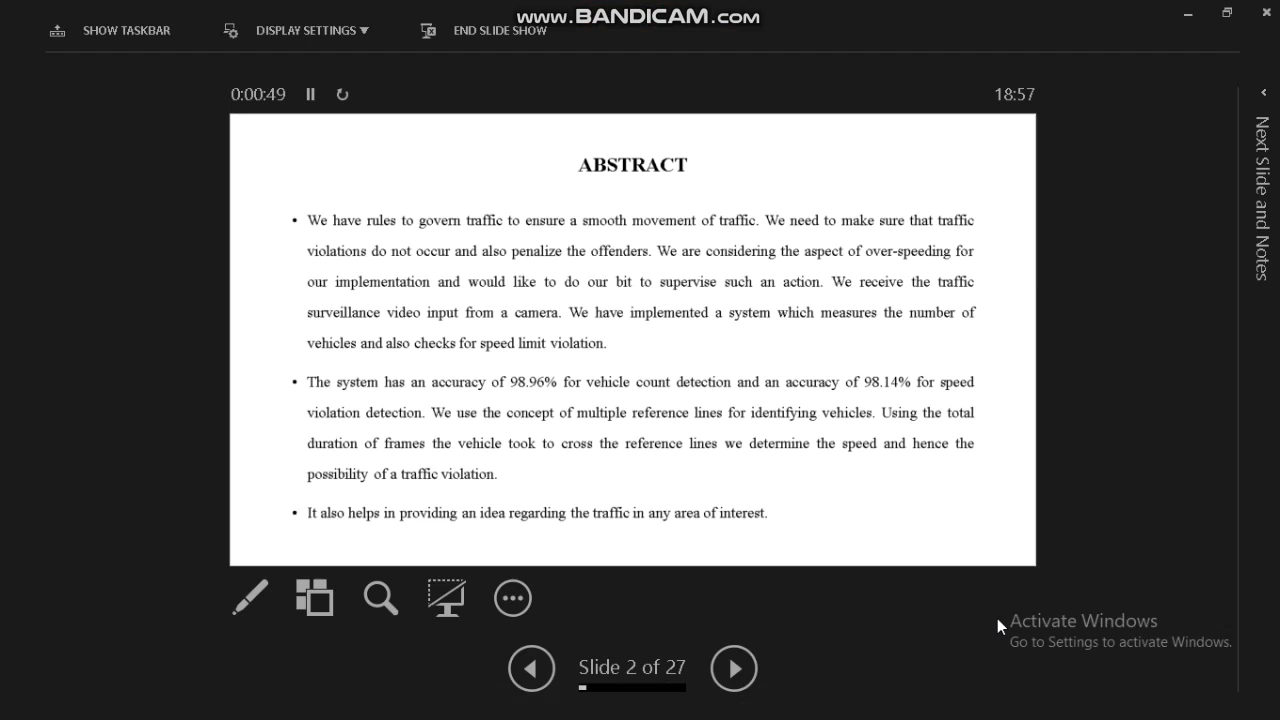 www.BANDICAM.com
SHOW TASKBAR
DISPLAY SETTINGS ▼
END SLIDE SHOW
0:00:49
18:57
ABSTRACT
• We have rules to govern traffic to ensure a smooth movement of traffic. We need to make sure that traffic
violations do not occur and also penalize the offenders. We are considering the aspect of over-speeding for
our implementation and would like to do our bit to supervise such an action. We receive the traffic
surveillance video input from a camera. We have implemented a system which measures the number of
vehicles and also checks for speed limit violation.
• The system has an accuracy of 98.96% for vehicle count detection and an accuracy of 98.14% for speed
violation detection. We use the concept of multiple reference lines for identifying vehicles. Using the total
duration of frames the vehicle took to cross the reference lines we determine the speed and hence the
possibility of a traffic violation.
• It also helps in providing an idea regarding the traffic in any area of interest.
Next Slide and Notes
Activate Windows
Go to Settings to activate Windows.
Slide 2 of 27